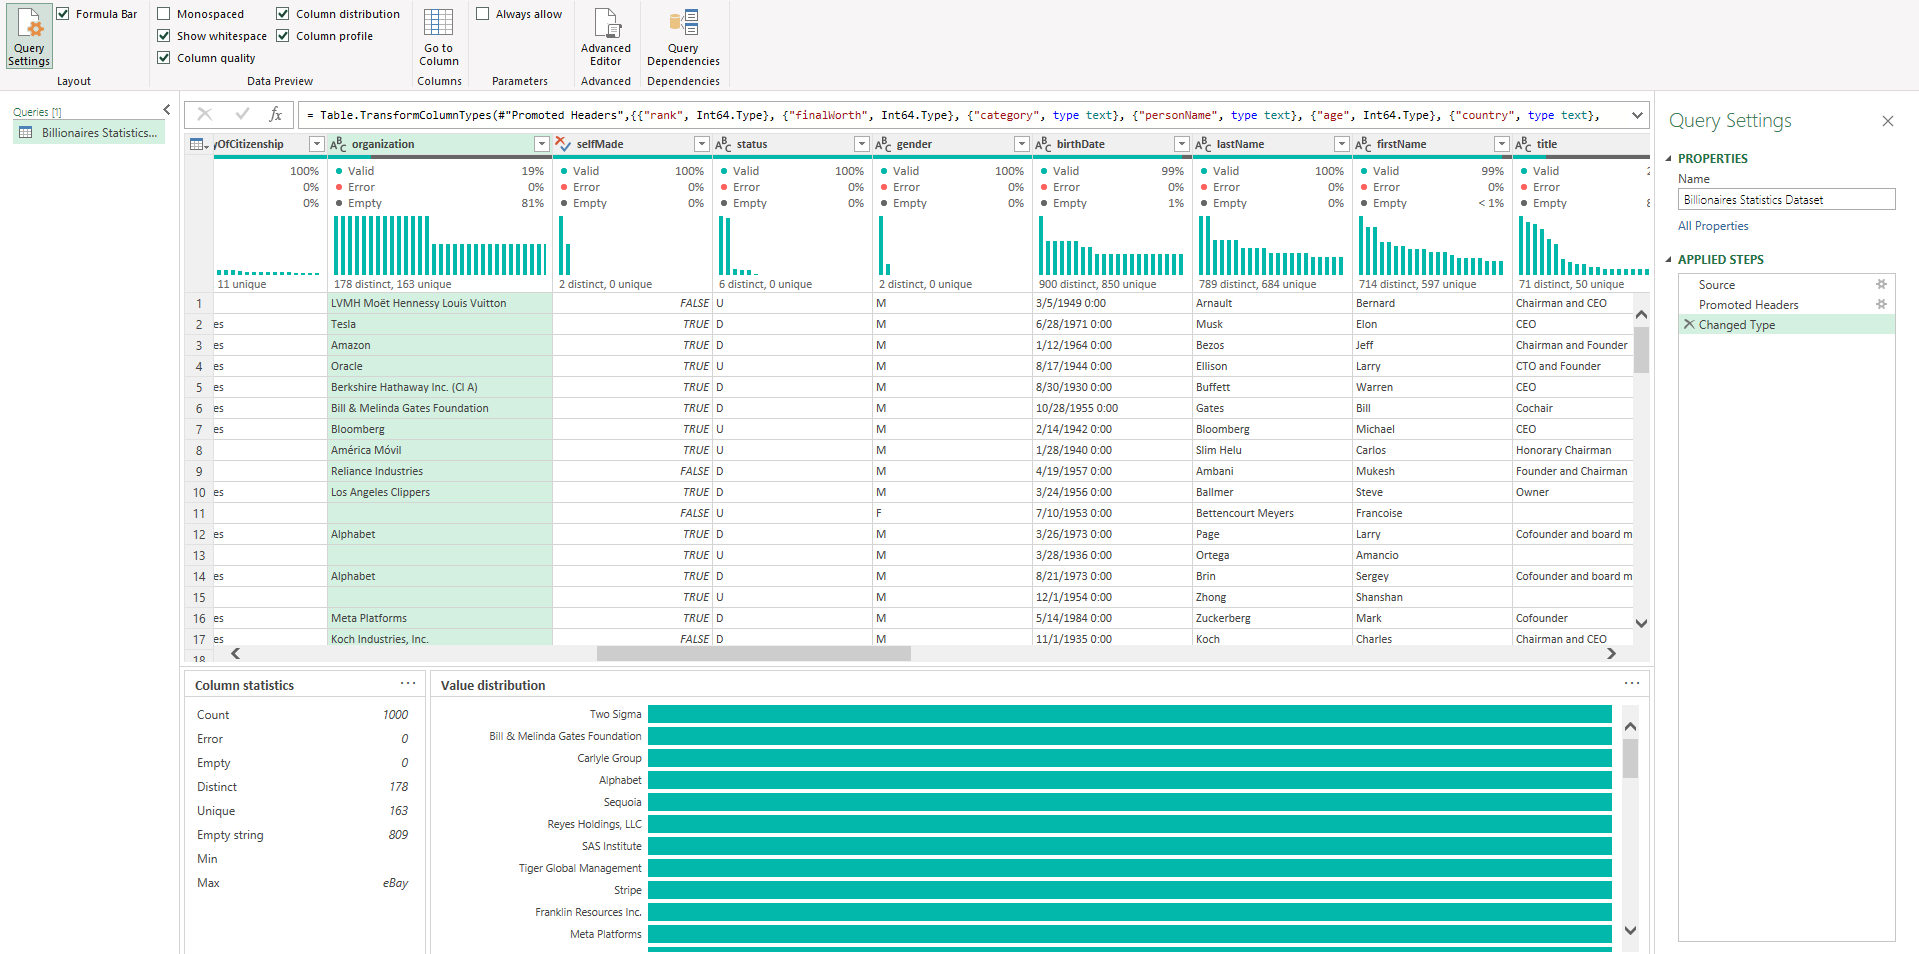 Query Settings
Formula Bar
Layout
Monospaced
Column distribution
Show whitespace
Column profile
Column quality
Data Preview
Go to Column
Columns
Always allow
Parameters
Advanced Editor
Advanced
Query Dependencies
Dependencies
Queries [1]
Billionaires Statistics...
fx
= Table.TransformColumnTypes(#"Promoted Headers",{{"rank", Int64.Type}, {"finalWorth", Int64.Type}, {"category", type text}, {"personName", type text}, {"age", Int64.Type}, {"country", type text},
yOfCitizenship ABC organization selfMade ABC status ABC gender ABC birthDate ABC lastName ABC firstName ABC title
100% Valid 19% Valid 100% Valid 100% Valid 100% Valid 99% Valid 100% Valid 99% Valid
0% Error 0% Error 0% Error 0% Error 0% Error 0% Error 0% Error 0% Error
0% Empty 81% Empty 0% Empty 0% Empty 0% Empty 1% Empty 0% Empty < 1% Empty
11 unique 178 distinct, 163 unique 2 distinct, 0 unique 6 distinct, 0 unique 2 distinct, 0 unique 900 distinct, 850 unique 789 distinct, 684 unique 714 distinct, 597 unique 71 distinct, 50 unique
1 LVMH Moët Hennessy Louis Vuitton FALSE U M 3/5/1949 0:00 Arnault Bernard Chairman and CEO
2 es Tesla TRUE D M 6/28/1971 0:00 Musk Elon CEO
3 es Amazon TRUE D M 1/12/1964 0:00 Bezos Jeff Chairman and Founder
4 es Oracle TRUE U M 8/17/1944 0:00 Ellison Larry CTO and Founder
5 es Berkshire Hathaway Inc. (Cl A) TRUE D M 8/30/1930 0:00 Buffett Warren CEO
6 es Bill & Melinda Gates Foundation TRUE D M 10/28/1955 0:00 Gates Bill Cochair
7 es Bloomberg TRUE U M 2/14/1942 0:00 Bloomberg Michael CEO
8 América Móvil TRUE U M 1/28/1940 0:00 Slim Helu Carlos Honorary Chairman
9 Reliance Industries FALSE D M 4/19/1957 0:00 Ambani Mukesh Founder and Chairman
10 es Los Angeles Clippers TRUE D M 3/24/1956 0:00 Ballmer Steve Owner
11 FALSE U F 7/10/1953 0:00 Bettencourt Meyers Francoise
12 es Alphabet TRUE D M 3/26/1973 0:00 Page Larry Cofounder and board m
13 TRUE U M 3/28/1936 0:00 Ortega Amancio
14 es Alphabet TRUE D M 8/21/1973 0:00 Brin Sergey Cofounder and board m
15 TRUE U M 12/1/1954 0:00 Zhong Shanshan
16 es Meta Platforms TRUE D M 5/14/1984 0:00 Zuckerberg Mark Cofounder
17 es Koch Industries, Inc. FALSE D M 11/1/1935 0:00 Koch Charles Chairman and CEO
18
Column statistics
Count 1000
Error 0
Empty 0
Distinct 178
Unique 163
Empty string 809
Min
Max eBay
Value distribution
Two Sigma
Bill & Melinda Gates Foundation
Carlyle Group
Alphabet
Sequoia
Reyes Holdings, LLC
SAS Institute
Tiger Global Management
Stripe
Franklin Resources Inc.
Meta Platforms
Query Settings
PROPERTIES
Name
Billionaires Statistics Dataset
All Properties
APPLIED STEPS
Source
Promoted Headers
Changed Type